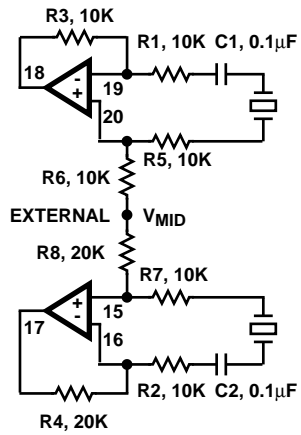 R3, 10K
R1, 10K C1, 0.1μF
18
-
+
19
20
R5, 10K
R6, 10K
EXTERNAL VMID
R8, 20K
R7, 10K
17
+
-
15
16
R2, 10K C2, 0.1μF
R4, 20K